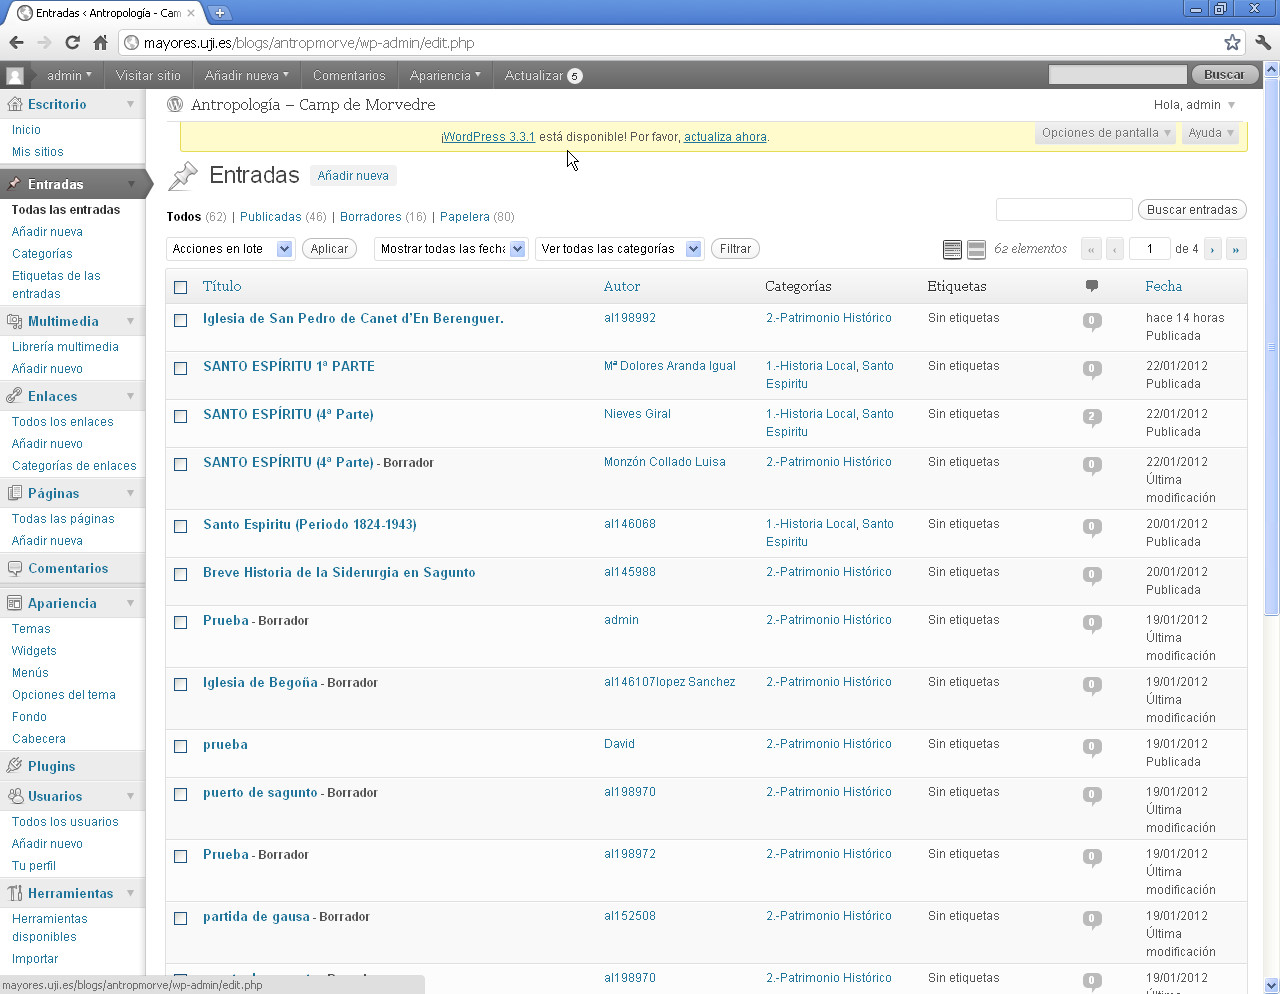 Entradas ‹ Antropología – Cam
mayores.uji.es/blogs/antropmorve/wp-admin/edit.php
admin Visitar sitio Añadir nueva Comentarios Apariencia Actualizar 5 Buscar
Escritorio
Inicio
Mis sitios
Entradas
Todas las entradas
Añadir nueva
Categorías
Etiquetas de las
entradas
Multimedia
Librería multimedia
Añadir nuevo
Enlaces
Todos los enlaces
Añadir nuevo
Categorías de enlaces
Páginas
Todas las páginas
Añadir nueva
Comentarios
Apariencia
Temas
Widgets
Menús
Opciones del tema
Fondo
Cabecera
Plugins
Usuarios
Todos los usuarios
Añadir nuevo
Tu perfil
Herramientas
Herramientas
disponibles
Importar
Antropología – Camp de Morvedre Hola, admin
¡WordPress 3.3.1 está disponible! Por favor, actualiza ahora. Opciones de pantalla Ayuda
Entradas Añadir nueva
Todos (62) | Publicadas (46) | Borradores (16) | Papelera (80) Buscar entradas
Acciones en lote Aplicar Mostrar todas las fecha Ver todas las categorías Filtrar 62 elementos « ‹ 1 de 4 › »
Título Autor Categorías Etiquetas Fecha
Iglesia de San Pedro de Canet d'En Berenguer. al198992 2.-Patrimonio Histórico Sin etiquetas 0 hace 14 horas
Publicada
SANTO ESPÍRITU 1ª PARTE Mª Dolores Aranda Igual 1.-Historia Local, Santo Sin etiquetas 0 22/01/2012
Espiritu Publicada
SANTO ESPÍRITU (4ª Parte) Nieves Giral 1.-Historia Local, Santo Sin etiquetas 2 22/01/2012
Espiritu Publicada
SANTO ESPÍRITU (4ª Parte) - Borrador Monzón Collado Luisa 2.-Patrimonio Histórico Sin etiquetas 0 22/01/2012
Última
modificación
Santo Espiritu (Periodo 1824-1943) al146068 1.-Historia Local, Santo Sin etiquetas 0 20/01/2012
Espiritu Publicada
Breve Historia de la Siderurgia en Sagunto al145988 2.-Patrimonio Histórico Sin etiquetas 0 20/01/2012
Publicada
Prueba - Borrador admin 2.-Patrimonio Histórico Sin etiquetas 0 19/01/2012
Última
modificación
Iglesia de Begoña - Borrador al146107lopez Sanchez 2.-Patrimonio Histórico Sin etiquetas 0 19/01/2012
Última
modificación
prueba David 2.-Patrimonio Histórico Sin etiquetas 0 19/01/2012
Publicada
puerto de sagunto - Borrador al198970 2.-Patrimonio Histórico Sin etiquetas 0 19/01/2012
Última
modificación
Prueba - Borrador al198972 2.-Patrimonio Histórico Sin etiquetas 0 19/01/2012
Última
modificación
partida de gausa - Borrador al152508 2.-Patrimonio Histórico Sin etiquetas 0 19/01/2012
Última
modificación
al198970 2.-Patrimonio Histórico Sin etiquetas 0 19/01/2012
mayores.uji.es/blogs/antropmorve/wp-admin/edit.php